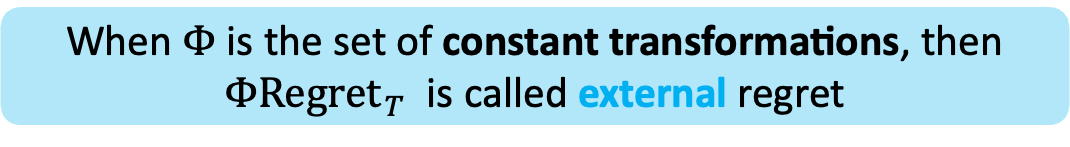 When Φ is the set of constant transformations, then
ΦRegret_T is called external regret